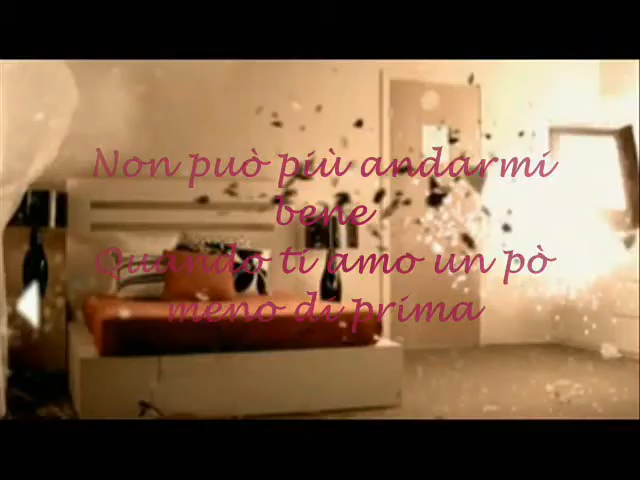 Non può più andarmi
bene
Quando ti amo un pò
meno di prima